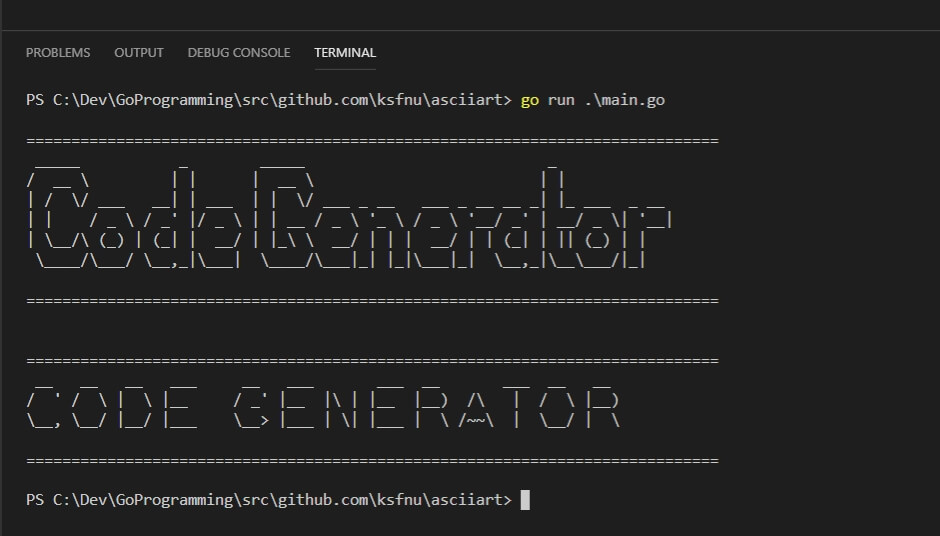 PROBLEMS OUTPUT DEBUG CONSOLE TERMINAL
PS C:\Dev\GoProgramming\src\github.com\ksfnu\asciiart> go run .\main.go
=============================================================================
CodeGenerator
=============================================================================
=============================================================================
CODE GENERATOR
=============================================================================
PS C:\Dev\GoProgramming\src\github.com\ksfnu\asciiart>